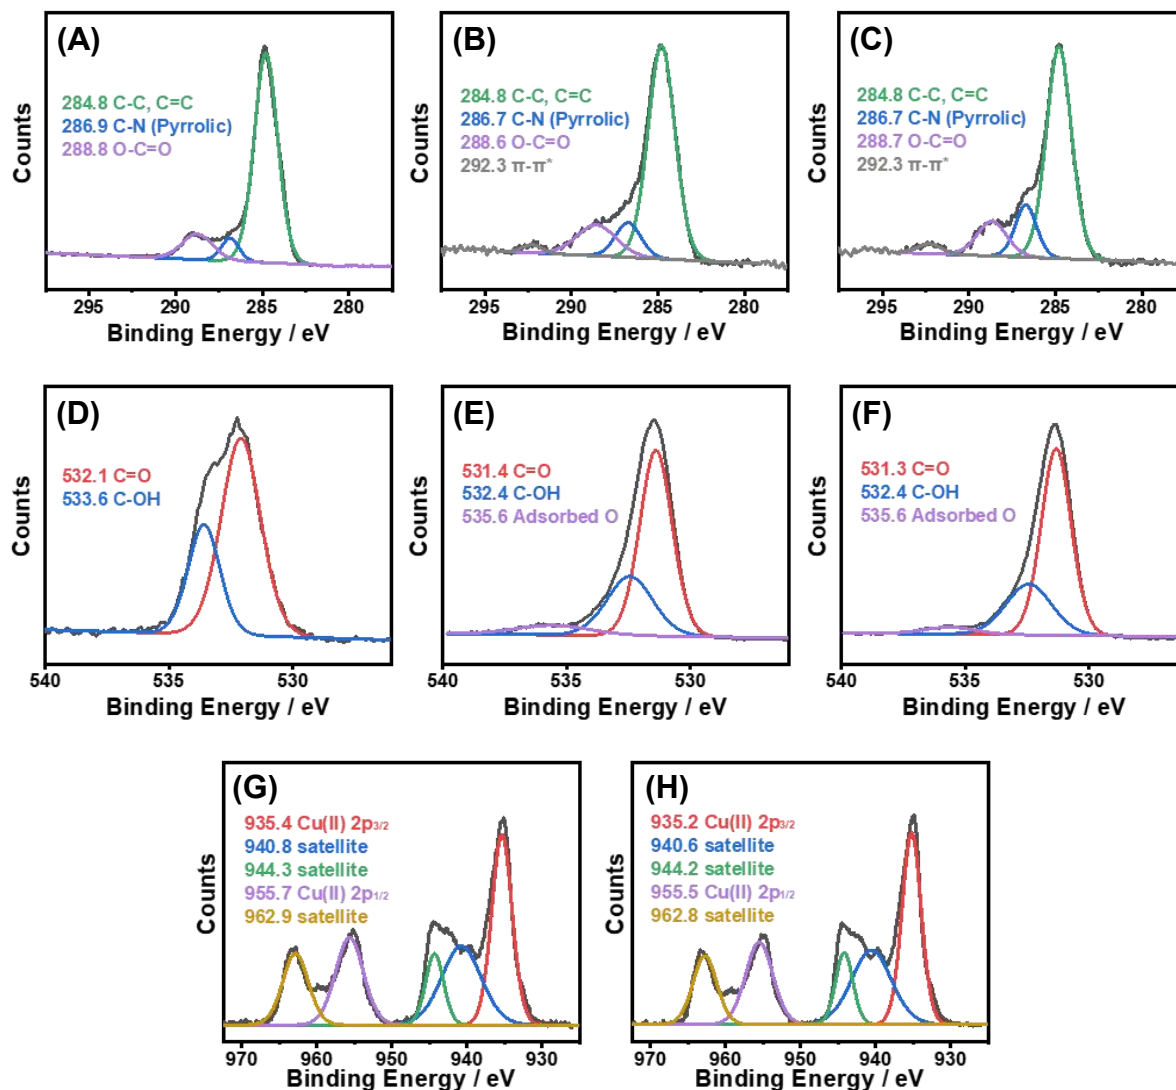 (A)
284.8 C-C, C=C
286.9 C-N (Pyrrolic)
288.8 O-C=O
Counts
295 290 285 280
Binding Energy / eV
(B)
284.8 C-C, C=C
286.7 C-N (Pyrrolic)
288.6 O-C=O
292.3 π-π*
Counts
295 290 285 280
Binding Energy / eV
(C)
284.8 C-C, C=C
286.7 C-N (Pyrrolic)
288.7 O-C=O
292.3 π-π*
Counts
295 290 285 280
Binding Energy / eV
(D)
532.1 C=O
533.6 C-OH
Counts
540 535 530
Binding Energy / eV
(E)
531.4 C=O
532.4 C-OH
535.6 Adsorbed O
Counts
540 535 530
Binding Energy / eV
(F)
531.3 C=O
532.4 C-OH
535.6 Adsorbed O
Counts
540 535 530
Binding Energy / eV
(G)
935.4 Cu(II) 2p3/2
940.8 satellite
944.3 satellite
955.7 Cu(II) 2p1/2
962.9 satellite
Counts
970 960 950 940 930
Binding Energy / eV
(H)
935.2 Cu(II) 2p3/2
940.6 satellite
944.2 satellite
955.5 Cu(II) 2p1/2
962.8 satellite
Counts
970 960 950 940 930
Binding Energy / eV